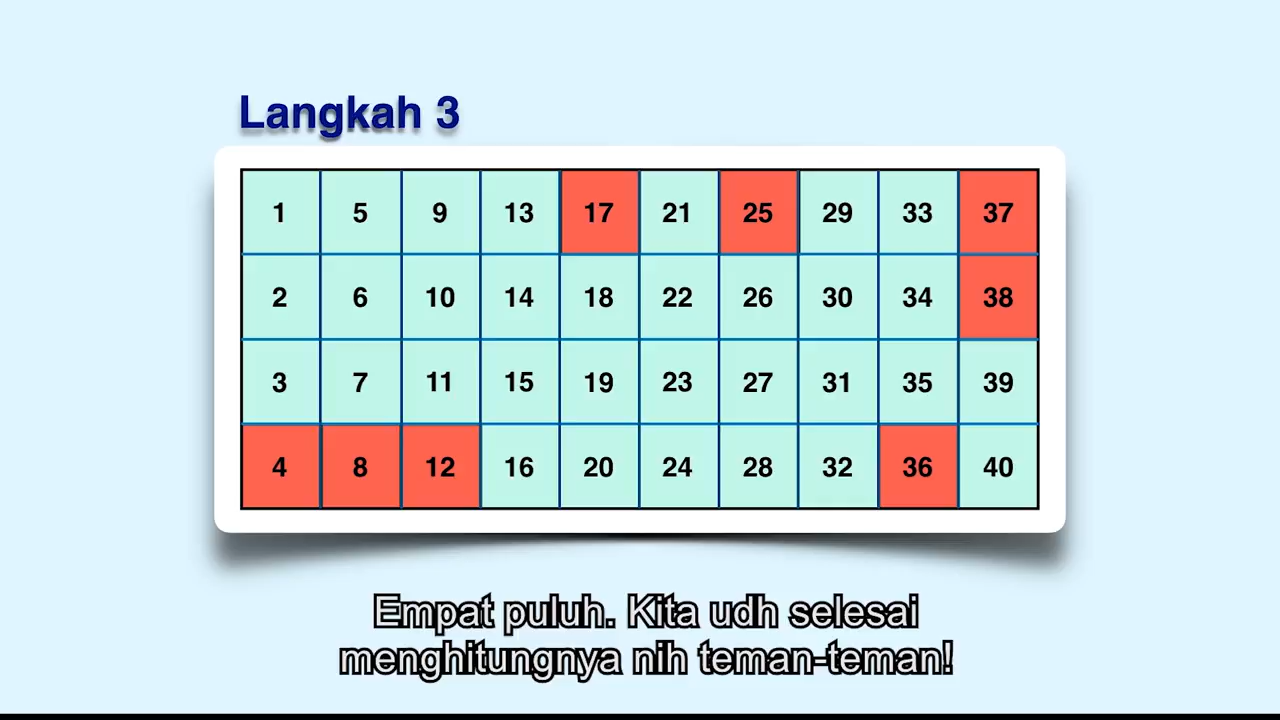 Langkah 3
1 5 9 13 17 21 25 29 33 37
2 6 10 14 18 22 26 30 34 38
3 7 11 15 19 23 27 31 35 39
4 8 12 16 20 24 28 32 36 40
Empat puluh. Kita udh selesai
menghitungnya nih teman-teman!